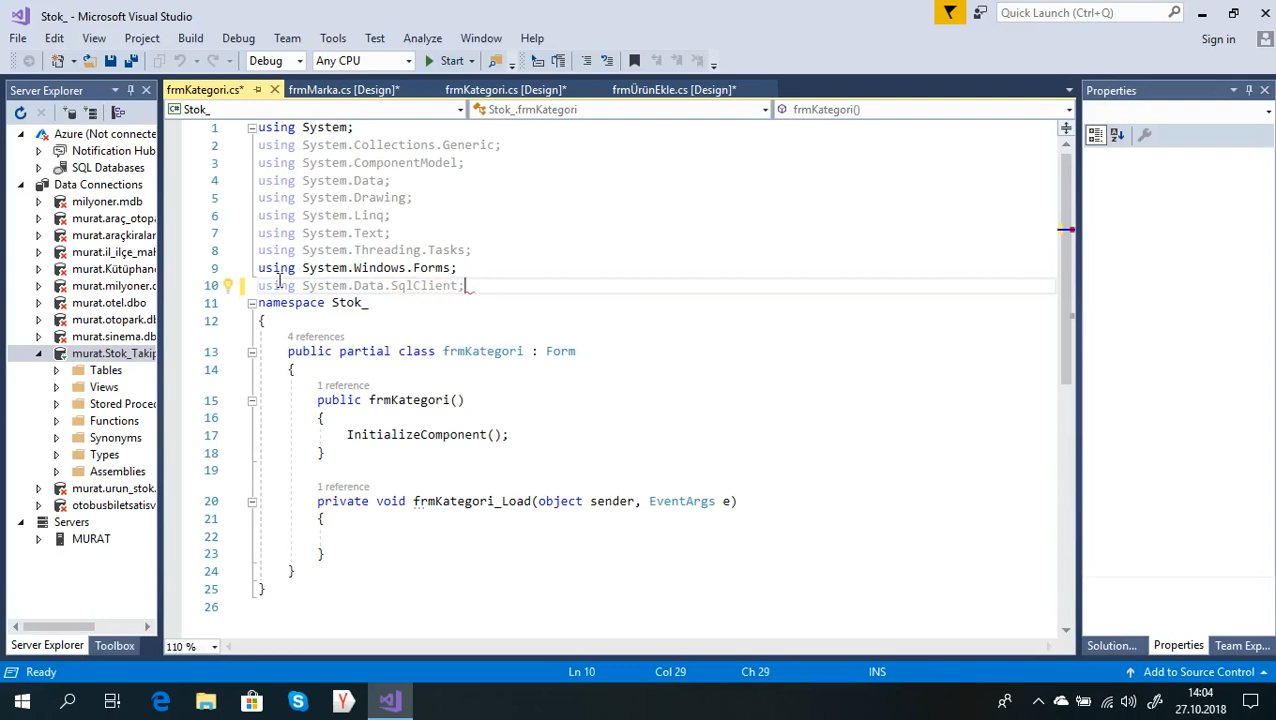 Stok_ - Microsoft Visual Studio
Quick Launch (Ctrl+Q)
File Edit View Project Build Debug Team Tools Test Analyze Window Help
Sign in
Debug Any CPU Start
Server Explorer
frmKategori.cs* frmMarka.cs [Design]* frmKategori.cs [Design]* frmÜrünEkle.cs [Design]*
Properties
Stok_ Stok_.frmKategori frmKategori()
Azure (Not connecte
Notification Hub
SQL Databases
Data Connections
milyoner.mdb
murat.araç_otopa
murat.araçkiralan
murat.il_ilçe_mah
murat.Kütüphane
murat.milyoner.d
murat.otel.dbo
murat.otopark.db
murat.sinema.db
murat.Stok_Takip
Tables
Views
Stored Proce
Functions
Synonyms
Types
Assemblies
murat.urun_stok.
otobusbiletsatisv
Servers
MURAT
Server Explorer Toolbox
1 using System;
2 using System.Collections.Generic;
3 using System.ComponentModel;
4 using System.Data;
5 using System.Drawing;
6 using System.Linq;
7 using System.Text;
8 using System.Threading.Tasks;
9 using System.Windows.Forms;
10 using System.Data.SqlClient;
11 namespace Stok_
12 {
4 references
13 public partial class frmKategori : Form
14 {
1 reference
15 public frmKategori()
16 {
17 InitializeComponent();
18 }
19
1 reference
20 private void frmKategori_Load(object sender, EventArgs e)
21 {
22
23 }
24 }
25 }
26
110 %
Solution... Properties Team Exp...
Ready Ln 10 Col 29 Ch 29 INS Add to Source Control
14:04
27.10.2018